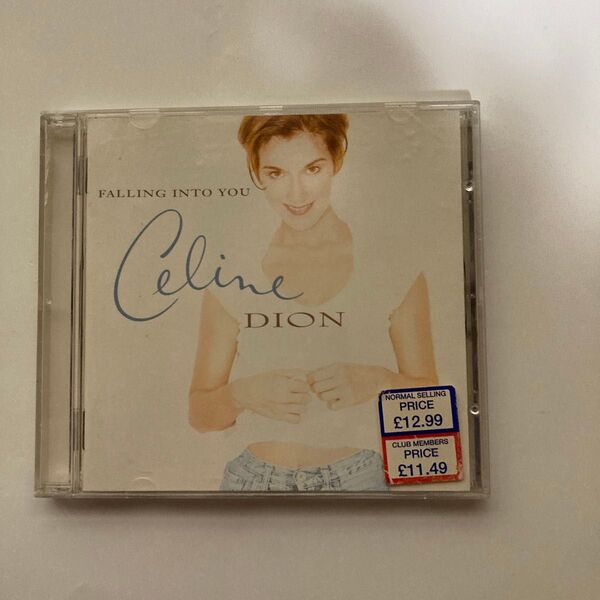 FALLING INTO YOU
Celine
DION
NORMAL SELLING
PRICE
£12.99
CLUB MEMBERS
PRICE
£11.49